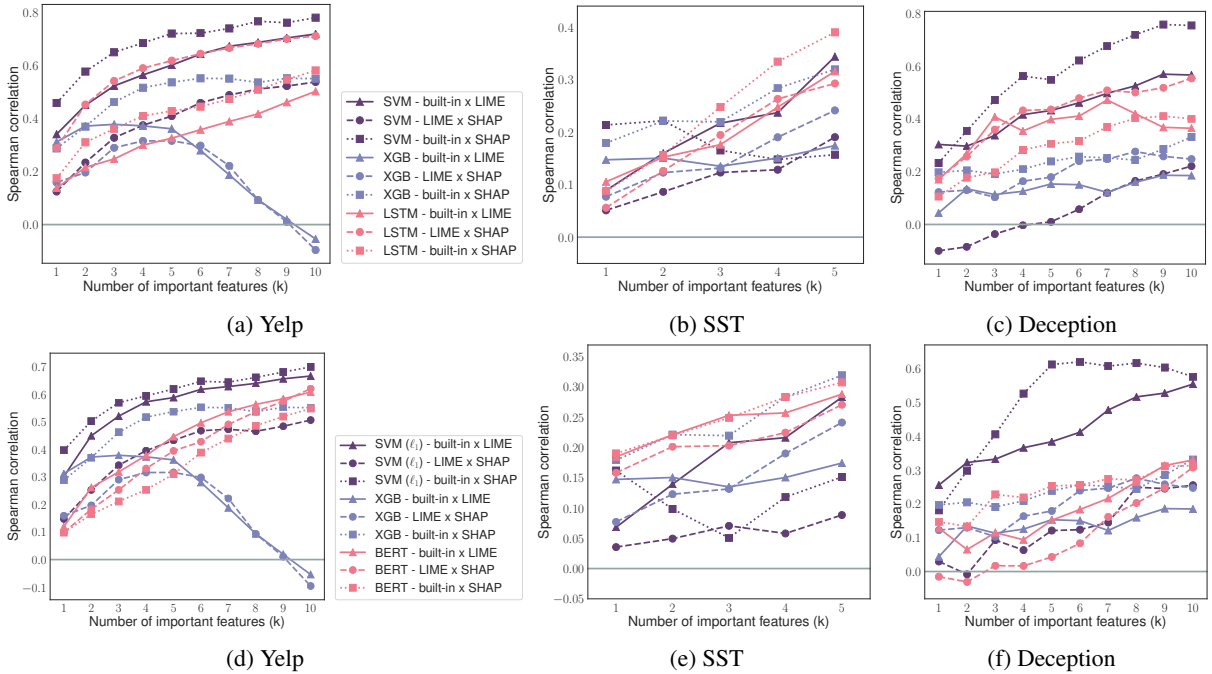 0.8
0.6
0.4
0.2
0.0
Spearman correlation
1 2 3 4 5 6 7 8 9 10
Number of important features (k)
(a) Yelp
SVM - built-in x LIME
SVM - LIME x SHAP
SVM - built-in x SHAP
XGB - built-in x LIME
XGB - LIME x SHAP
XGB - built-in x SHAP
LSTM - built-in x LIME
LSTM - LIME x SHAP
LSTM - built-in x SHAP
0.4
0.3
0.2
0.1
0.0
Spearman correlation
1 2 3 4 5
Number of important features (k)
(b) SST
0.8
0.6
0.4
0.2
0.0
Spearman correlation
1 2 3 4 5 6 7 8 9 10
Number of important features (k)
(c) Deception
0.7
0.6
0.5
0.4
0.3
0.2
0.1
0.0
−0.1
Spearman correlation
1 2 3 4 5 6 7 8 9 10
Number of important features (k)
(d) Yelp
SVM (ℓ₁) - built-in x LIME
SVM (ℓ₁) - LIME x SHAP
SVM (ℓ₁) - built-in x SHAP
XGB - built-in x LIME
XGB - LIME x SHAP
XGB - built-in x SHAP
BERT - built-in x LIME
BERT - LIME x SHAP
BERT - built-in x SHAP
0.35
0.30
0.25
0.20
0.15
0.10
0.05
0.00
−0.05
Spearman correlation
1 2 3 4 5
Number of important features (k)
(e) SST
0.6
0.5
0.4
0.3
0.2
0.1
0.0
Spearman correlation
1 2 3 4 5 6 7 8 9 10
Number of important features (k)
(f) Deception